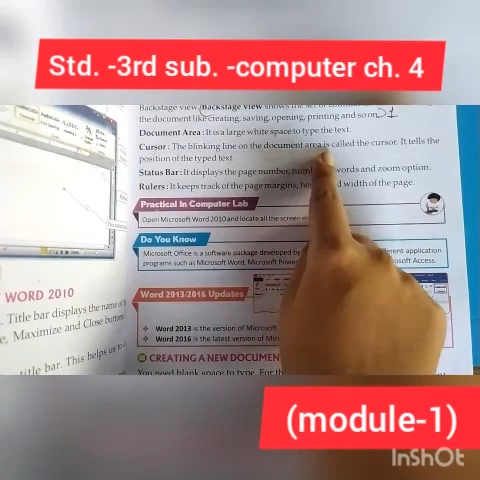 Std. -3rd sub. -computer ch. 4
Backstage view. (Backstage view shows the set of
the document like creating, saving, opening, printing and so on.
Document Area : It is a large white space to type the text.
Cursor : The blinking line on the document area is called the cursor. It tells the
position of the typed text.
Status Bar : It displays the page number, words and zoom option.
Rulers : It keeps track of the page margins, and width of the page.
Practical In Computer Lab
Open Microsoft Word 2010 and locate all the screen
Do You Know
Microsoft Office is a software package developed by application
programs such as Microsoft Word, Microsoft Access.
WORD 2010
. Title bar displays the name
e, Maximize and Close buttons.
title bar. This helps us to
Word 2013/2016 Updates
❖ Word 2013 is the version of Microsoft
❖ Word 2016 is the latest version of
CREATING A NEW DOCUMEN
You need blank space to type. For
(module-1)
InShOt